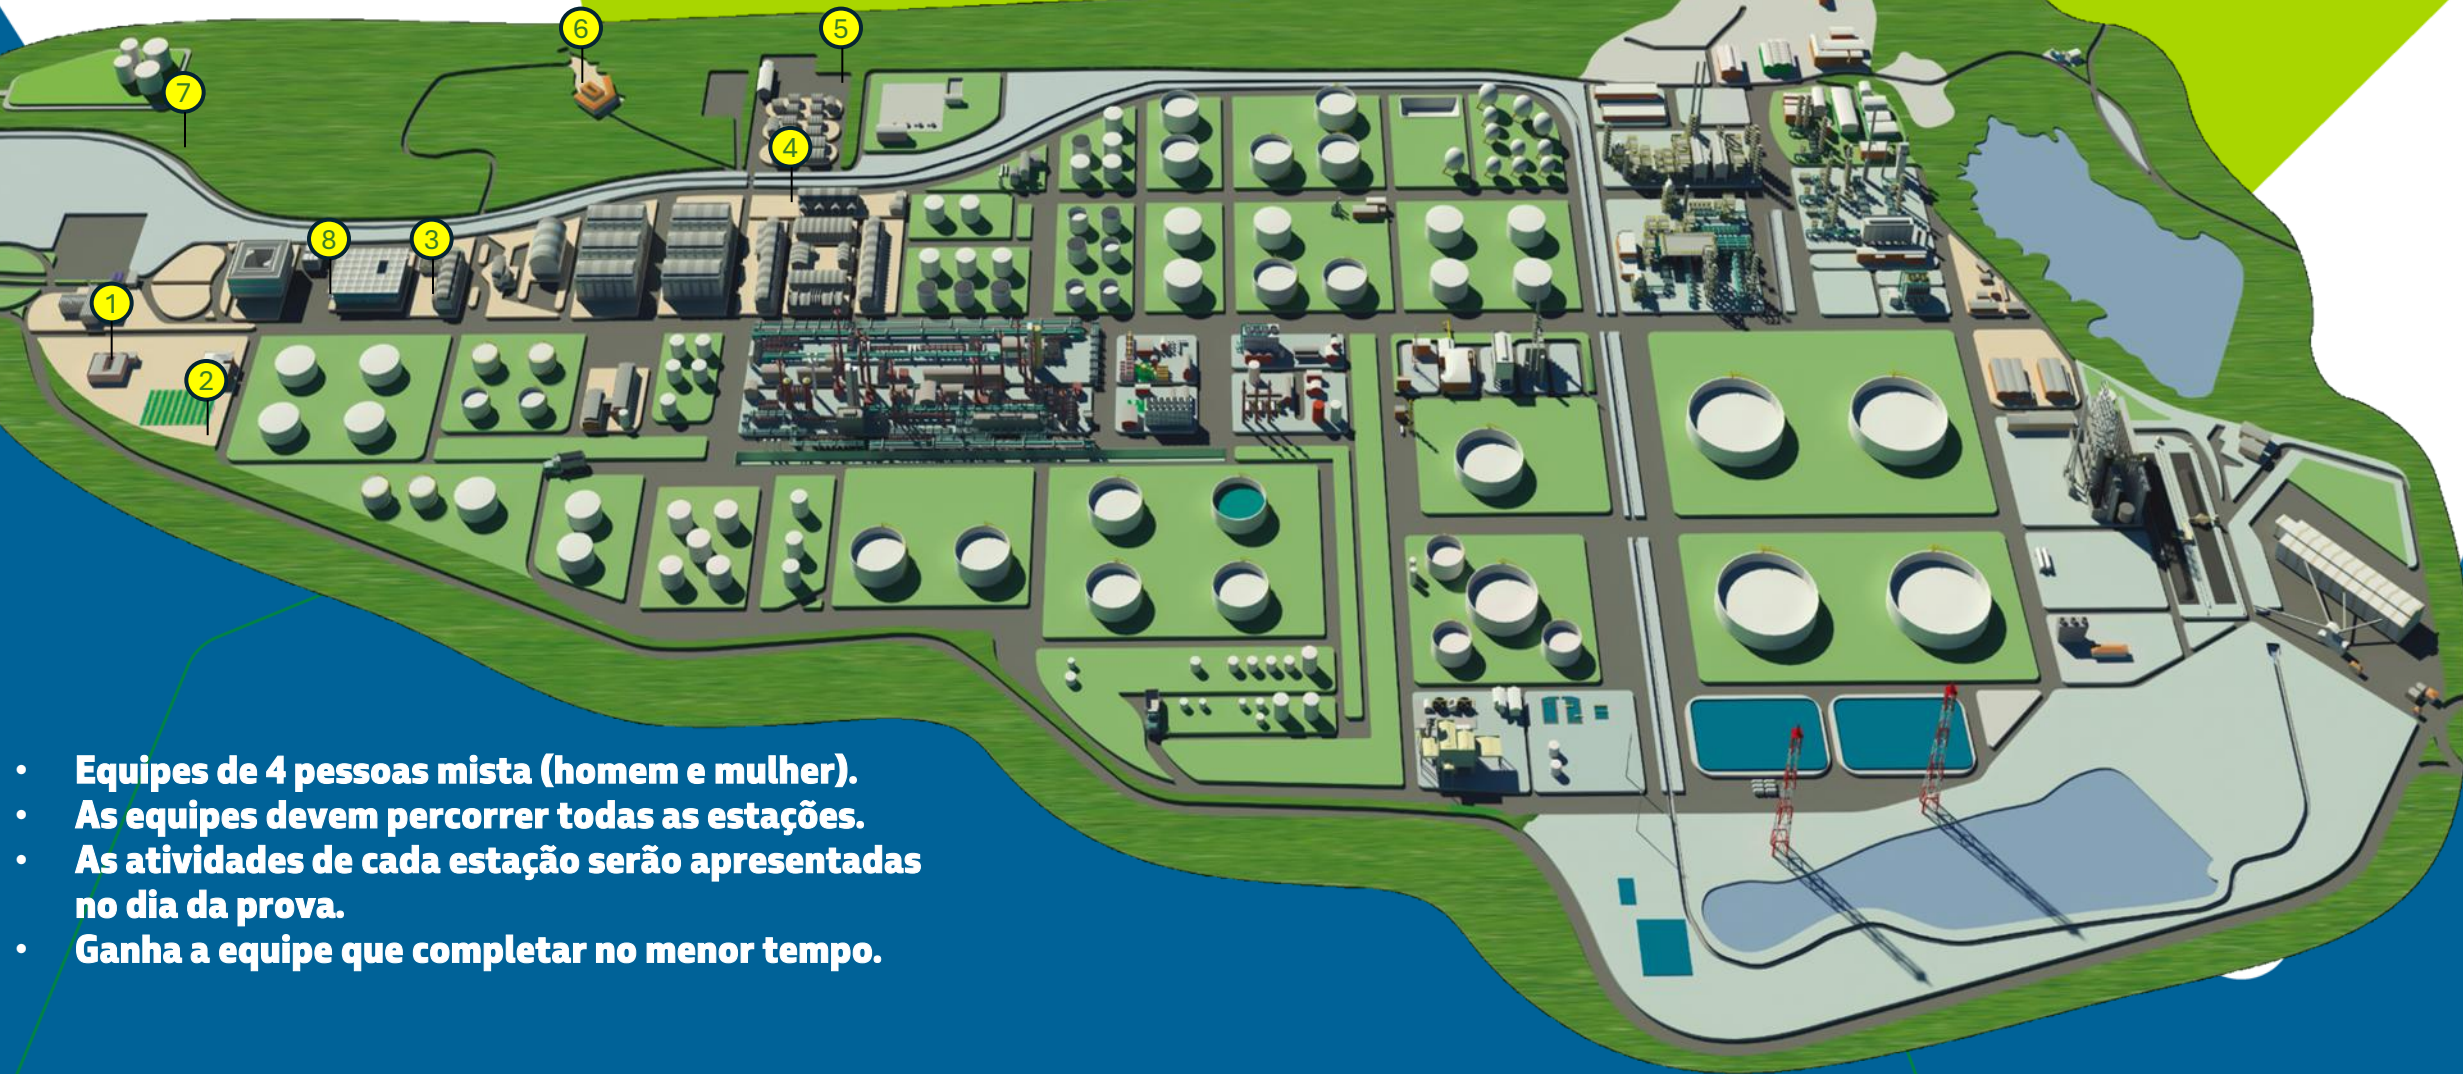 6
5
7
4
8
3
1
2
• Equipes de 4 pessoas mista (homem e mulher).
• As equipes devem percorrer todas as estações.
• As atividades de cada estação serão apresentadas
no dia da prova.
• Ganha a equipe que completar no menor tempo.